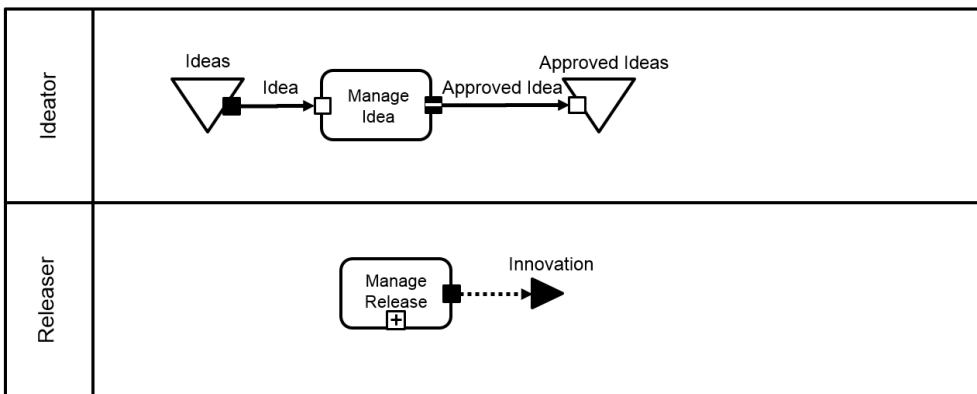 Ideator
Ideas
Idea
Manage
Idea
Approved Idea
Approved Ideas
Releaser
Manage
Release
Innovation